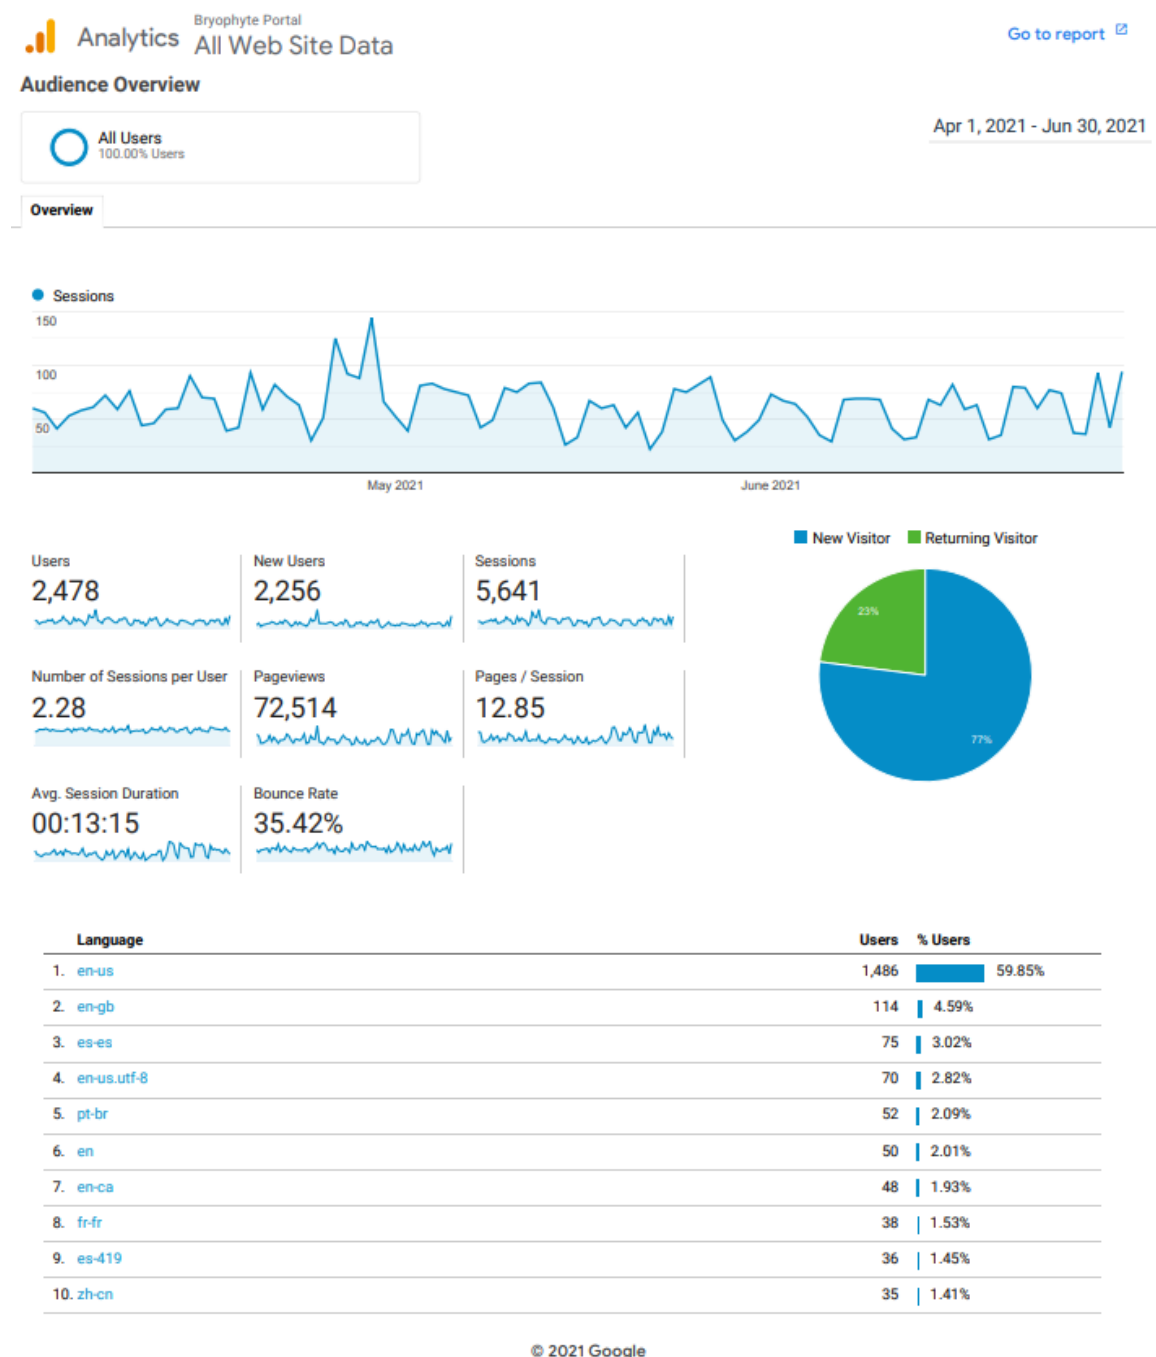 Analytics
Bryophyte Portal
All Web Site Data
Go to report
Audience Overview
All Users
100.00% Users
Apr 1, 2021 - Jun 30, 2021
Overview
Sessions
150
100
50
May 2021
June 2021
New Visitor Returning Visitor
Users
2,478
New Users
2,256
Sessions
5,641
Number of Sessions per User
2.28
Pageviews
72,514
Pages / Session
12.85
Avg. Session Duration
00:13:15
Bounce Rate
35.42%
23%
77%
Language Users % Users
1. en-us 1,486 59.85%
2. en-gb 114 4.59%
3. es-es 75 3.02%
4. en-us.utf-8 70 2.82%
5. pt-br 52 2.09%
6. en 50 2.01%
7. en-ca 48 1.93%
8. fr-fr 38 1.53%
9. es-419 36 1.45%
10. zh-cn 35 1.41%
© 2021 Google